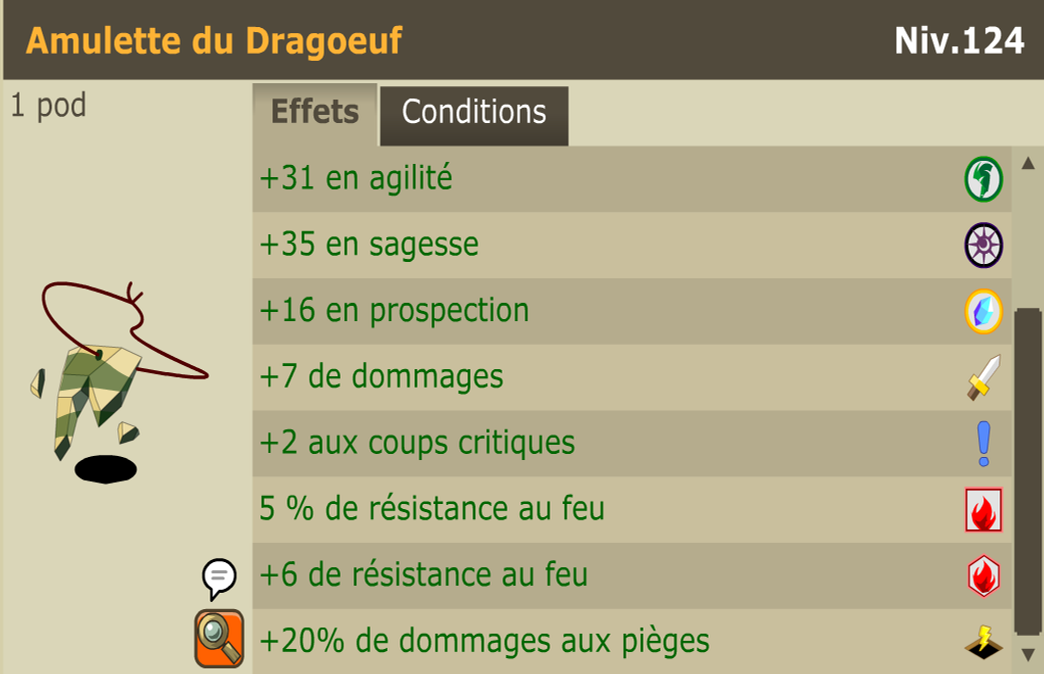 Amulette du Dragoeuf
Niv.124
1 pod
Effets
Conditions
+31 en agilité
+35 en sagesse
+16 en prospection
+7 de dommages
+2 aux coups critiques
5 % de résistance au feu
+6 de résistance au feu
+20% de dommages aux pièges